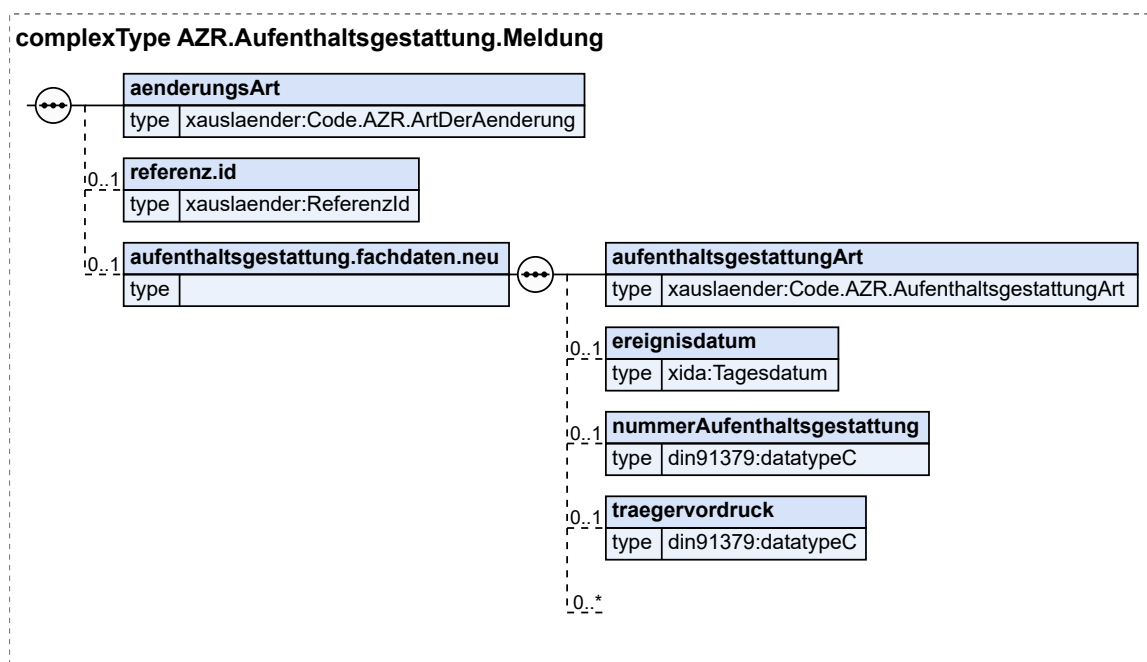 complexType AZR.Aufenthaltsgestattung.Meldung
aenderungsArt
type xauslaender:Code.AZR.ArtDerAenderung
0..1 referenz.id
type xauslaender:ReferenzId
0..1 aufenthaltsgestattung.fachdaten.neu
type
aufenthaltsgestattungArt
type xauslaender:Code.AZR.AufenthaltsgestattungArt
0..1 ereignisdatum
type xida:Tagesdatum
0..1 nummerAufenthaltsgestattung
type din91379:datatypeC
0..1 traegervordruck
type din91379:datatypeC
0..*